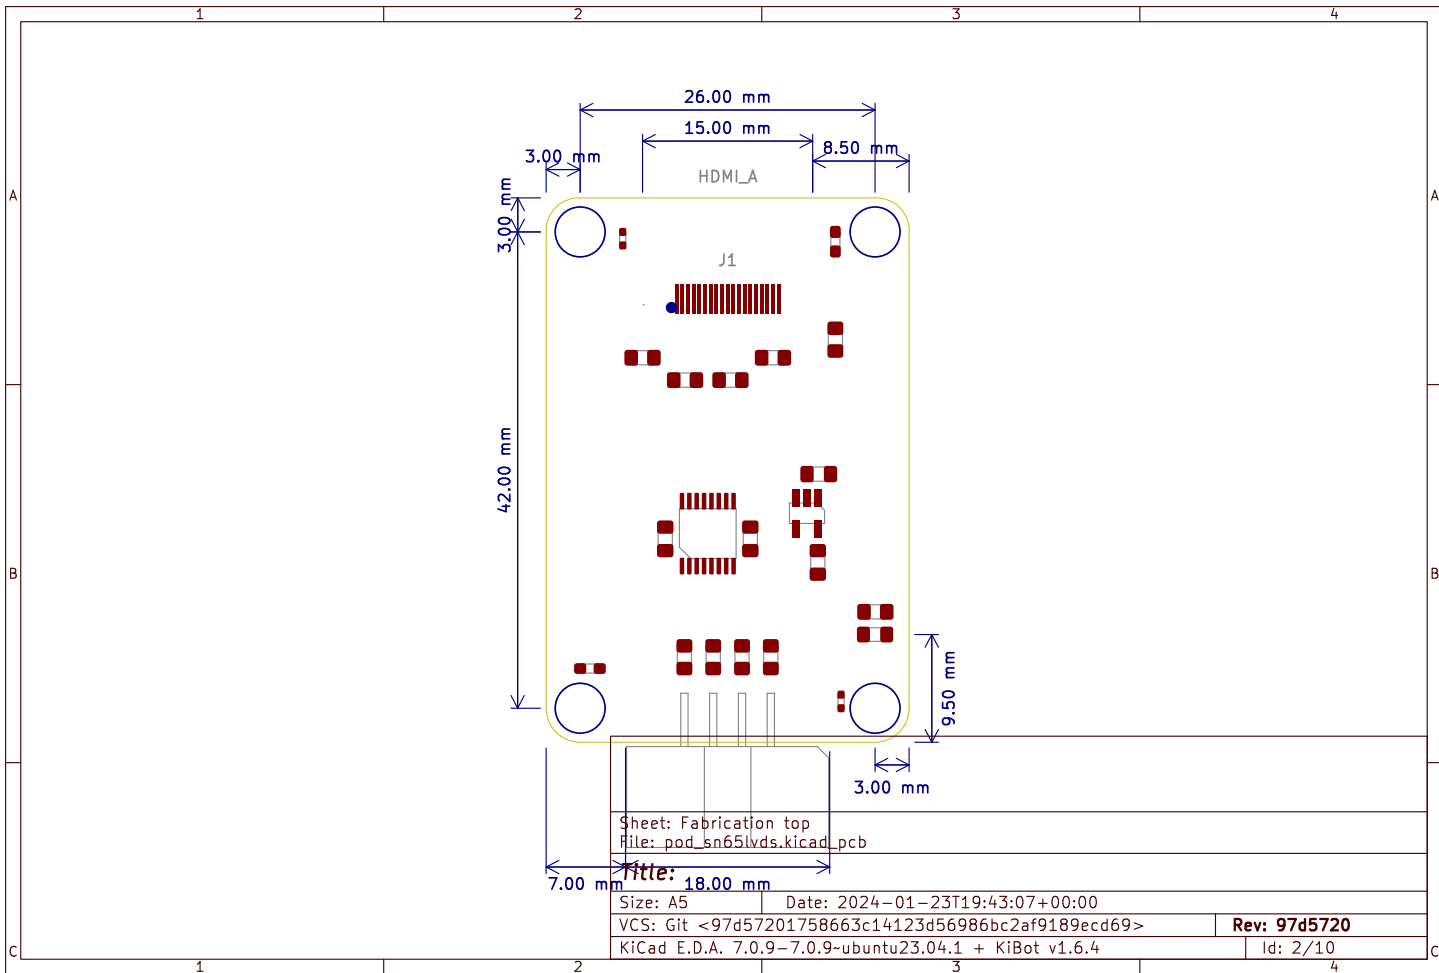 1 2 3 4
26.00 mm
15.00 mm
8.50 mm
3.00 mm
HDMI_A
A A
3.00 mm
J1
42.00 mm
B B
9.50 mm
3.00 mm
Sheet: Fabrication top
File: pod_sn65lvds.kicad_pcb
Title:
7.00 mm 18.00 mm
Size: A5 Date: 2024-01-23T19:43:07+00:00
VCS: Git <97d57201758663c14123d56986bc2af9189ecd69> Rev: 97d5720
KiCad E.D.A. 7.0.9-7.0.9~ubuntu23.04.1 + KiBot v1.6.4 Id: 2/10
C C
1 2 3 4